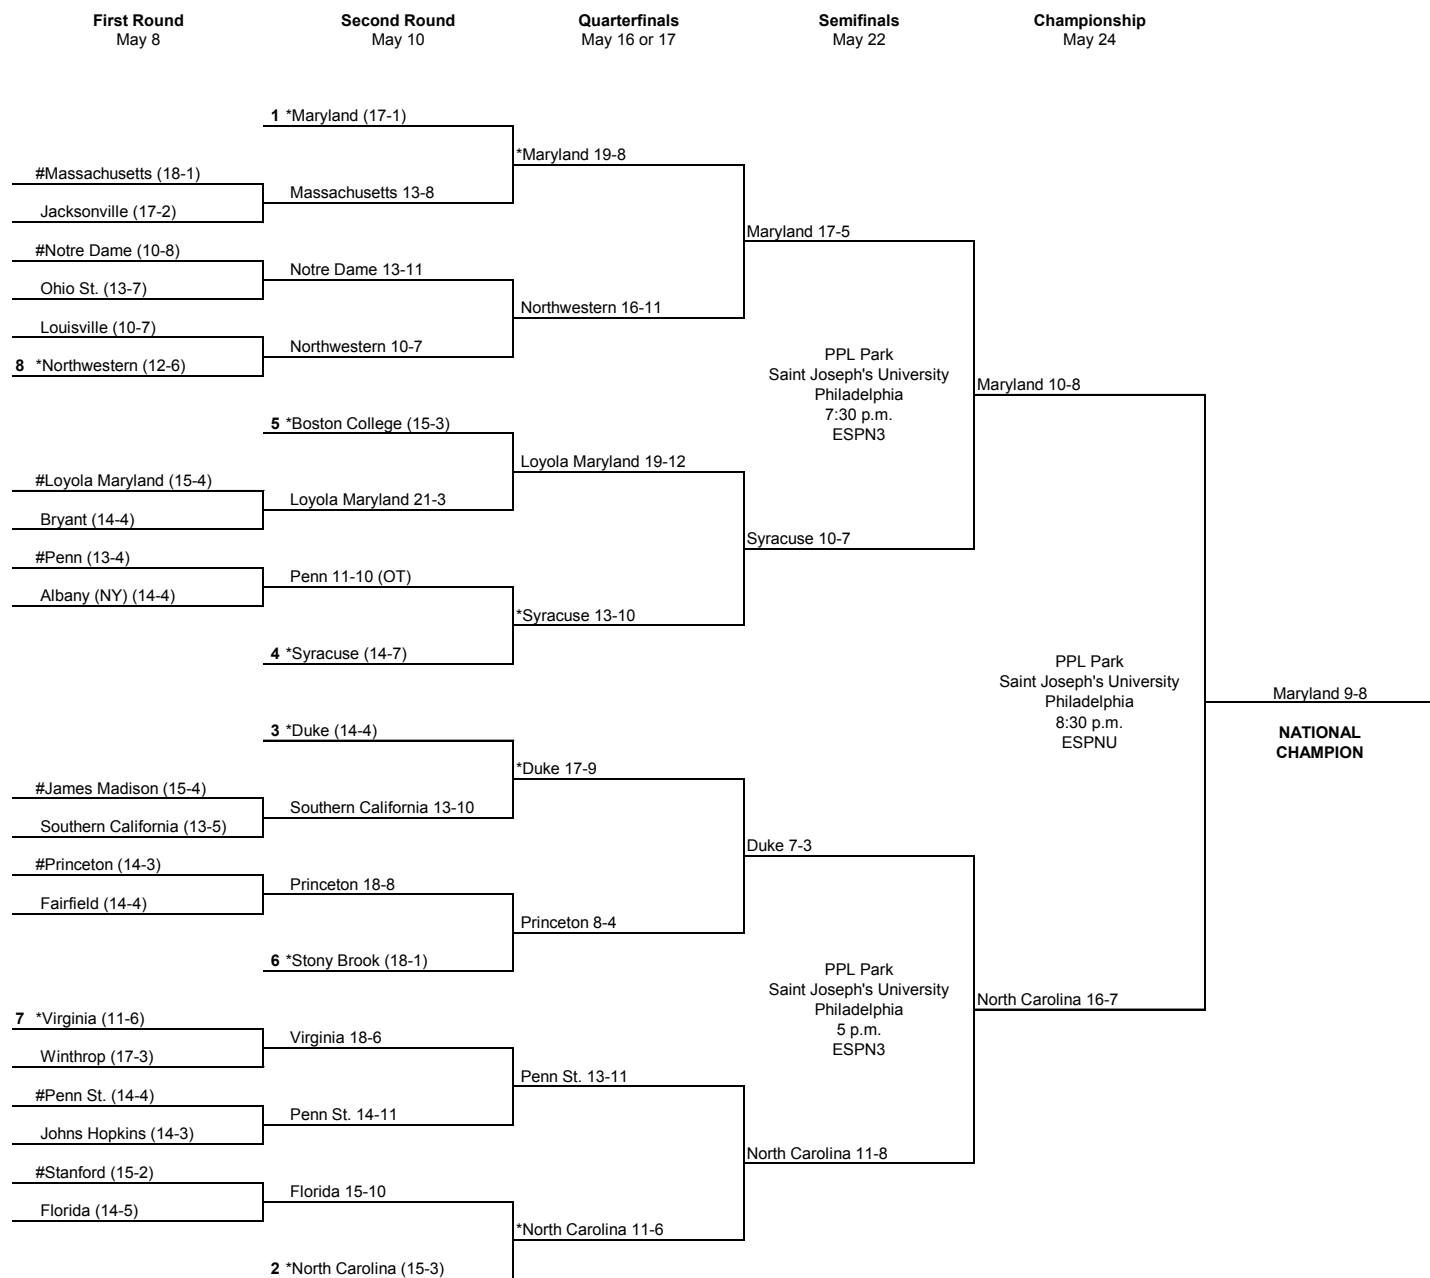 First Round
May 8
Second Round
May 10
Quarterfinals
May 16 or 17
Semifinals
May 22
Championship
May 24
1 *Maryland (17-1)
*Maryland 19-8
#Massachusetts (18-1)
Massachusetts 13-8
Jacksonville (17-2)
Maryland 17-5
#Notre Dame (10-8)
Notre Dame 13-11
Ohio St. (13-7)
Northwestern 16-11
Louisville (10-7)
Northwestern 10-7
8 *Northwestern (12-6)
PPL Park
Saint Joseph's University
Philadelphia
7:30 p.m.
ESPN3
Maryland 10-8
5 *Boston College (15-3)
Loyola Maryland 19-12
#Loyola Maryland (15-4)
Loyola Maryland 21-3
Bryant (14-4)
Syracuse 10-7
#Penn (13-4)
Penn 11-10 (OT)
Albany (NY) (14-4)
*Syracuse 13-10
4 *Syracuse (14-7)
PPL Park
Saint Joseph's University
Philadelphia
8:30 p.m.
ESPNU
Maryland 9-8
NATIONAL
CHAMPION
3 *Duke (14-4)
*Duke 17-9
#James Madison (15-4)
Southern California 13-10
Southern California (13-5)
Duke 7-3
#Princeton (14-3)
Princeton 18-8
Fairfield (14-4)
Princeton 8-4
6 *Stony Brook (18-1)
PPL Park
Saint Joseph's University
Philadelphia
5 p.m.
ESPN3
North Carolina 16-7
7 *Virginia (11-6)
Virginia 18-6
Winthrop (17-3)
Penn St. 13-11
#Penn St. (14-4)
Penn St. 14-11
Johns Hopkins (14-3)
North Carolina 11-8
#Stanford (15-2)
Florida 15-10
Florida (14-5)
*North Carolina 11-6
2 *North Carolina (15-3)